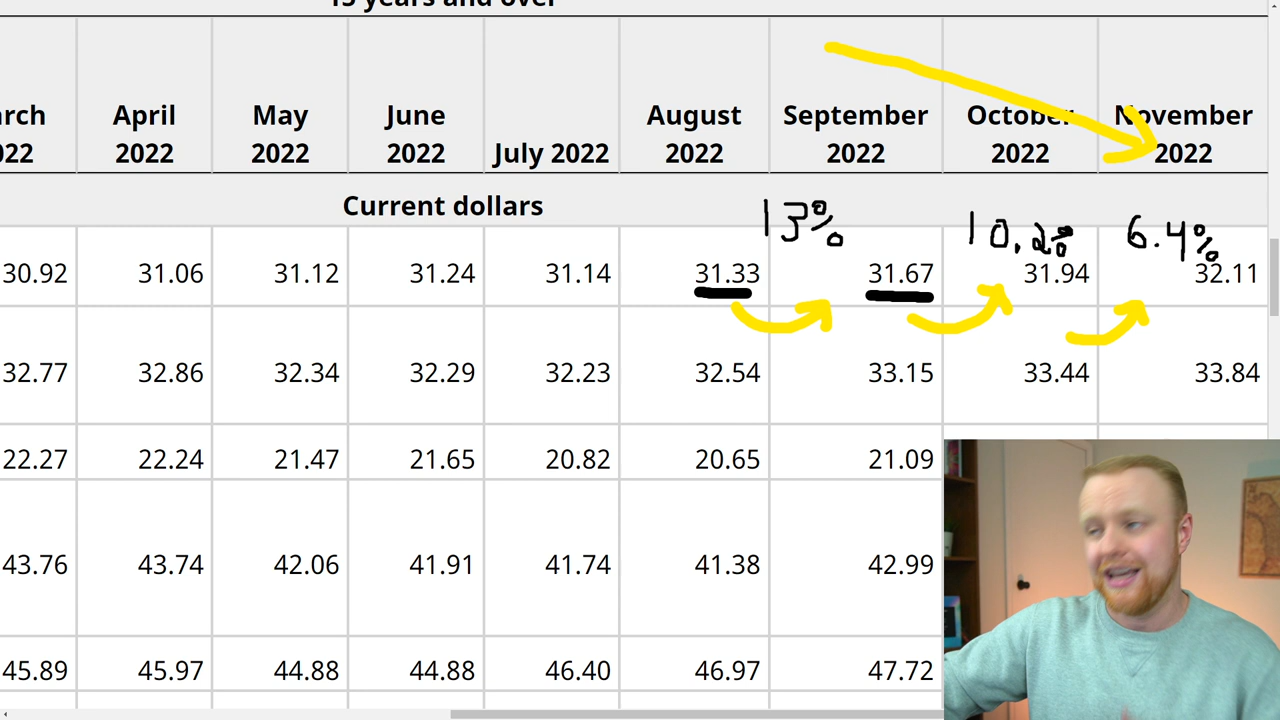 15 years and over
arch 2022 April 2022 May 2022 June 2022 July 2022 August 2022 September 2022 October 2022 November 2022
Current dollars
13% 10.2% 6.4%
30.92 31.06 31.12 31.24 31.14 31.33 31.67 31.94 32.11
32.77 32.86 32.34 32.29 32.23 32.54 33.15 33.44 33.84
22.27 22.24 21.47 21.65 20.82 20.65 21.09
43.76 43.74 42.06 41.91 41.74 41.38 42.99
45.89 45.97 44.88 44.88 46.40 46.97 47.72